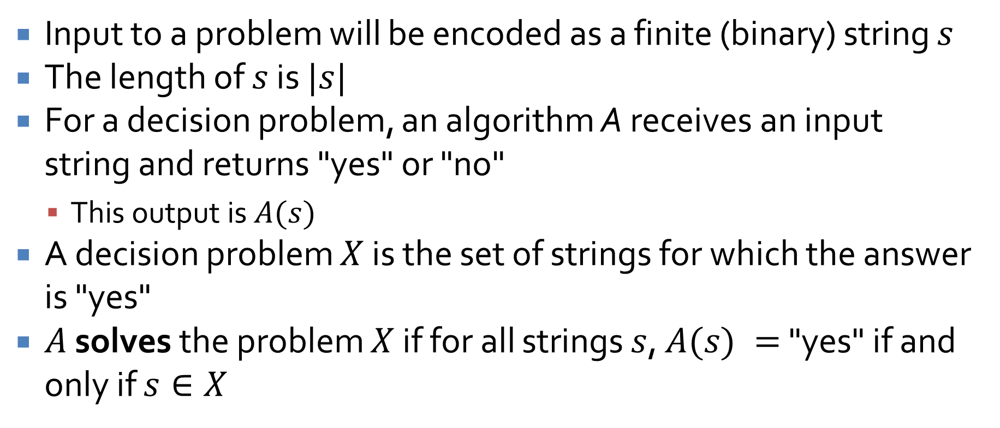 ▪ Input to a problem will be encoded as a finite (binary) string s
▪ The length of s is |s|
▪ For a decision problem, an algorithm A receives an input
string and returns "yes" or "no"
▪ This output is A(s)
▪ A decision problem X is the set of strings for which the answer
is "yes"
▪ A solves the problem X if for all strings s, A(s) = "yes" if and
only if s ∈ X